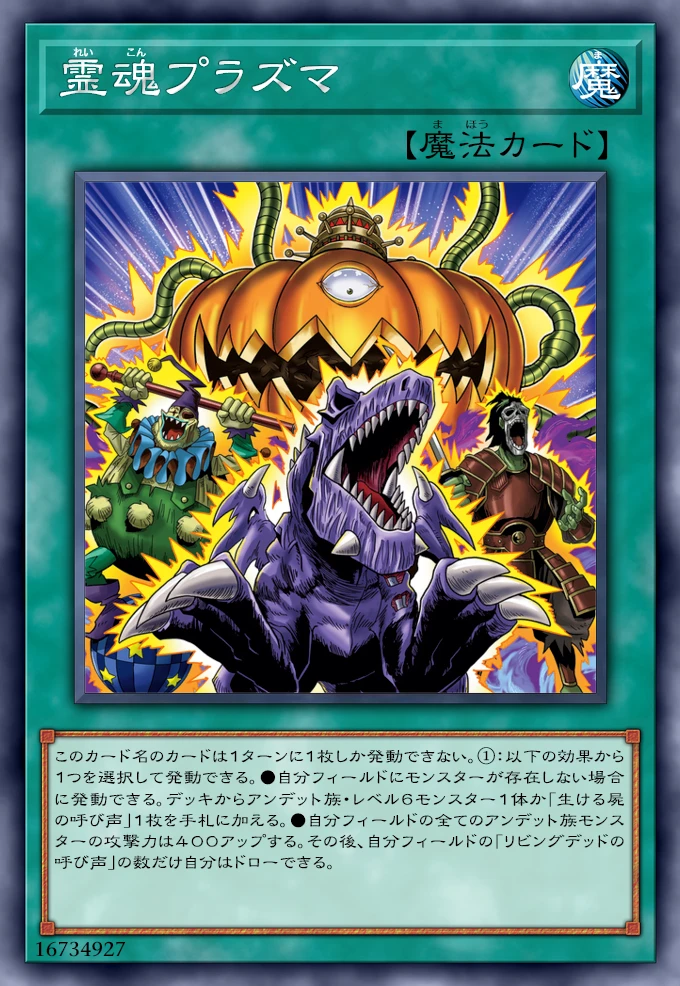 霊魂プラズマ
れい こん
魔
ま
【魔法カード】
ま ほう
このカード名のカードは1ターンに1枚しか発動できない。①:以下の効果から
1つを選択して発動できる。●自分フィールドにモンスターが存在しない場合
に発動できる。デッキからアンデット族・レベル6モンスター1体か「生ける屍
の呼び声」1枚を手札に加える。●自分フィールドの全てのアンデット族モンス
ターの攻撃力は400アップする。その後、自分フィールドの「リビングデッドの
呼び声」の数だけ自分はドローできる。
16734927